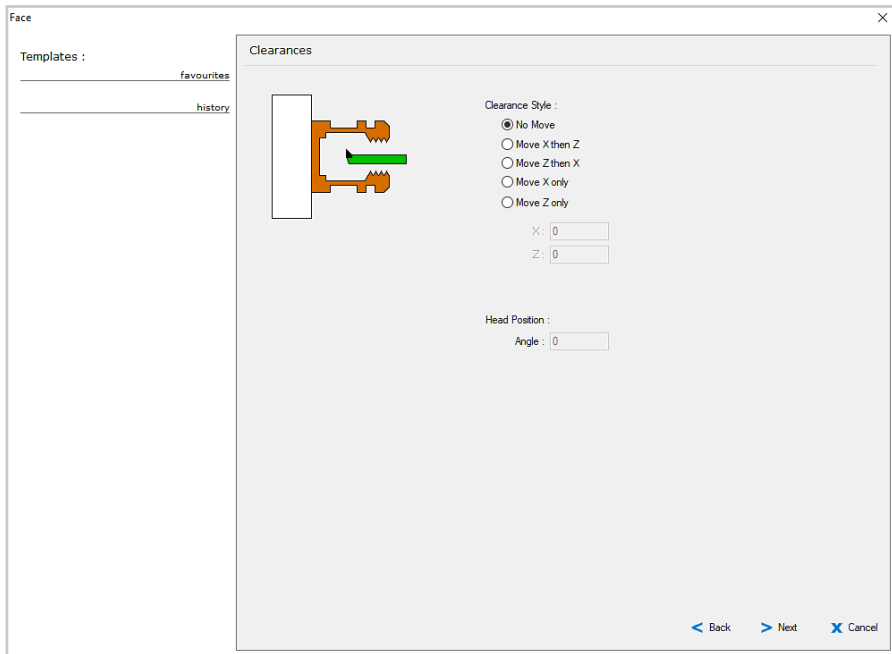 Face
Templates :
favourites
history
Clearances
Clearance Style :
No Move
Move X then Z
Move Z then X
Move X only
Move Z only
X : 0
Z : 0
Head Position :
Angle : 0
< Back > Next X Cancel